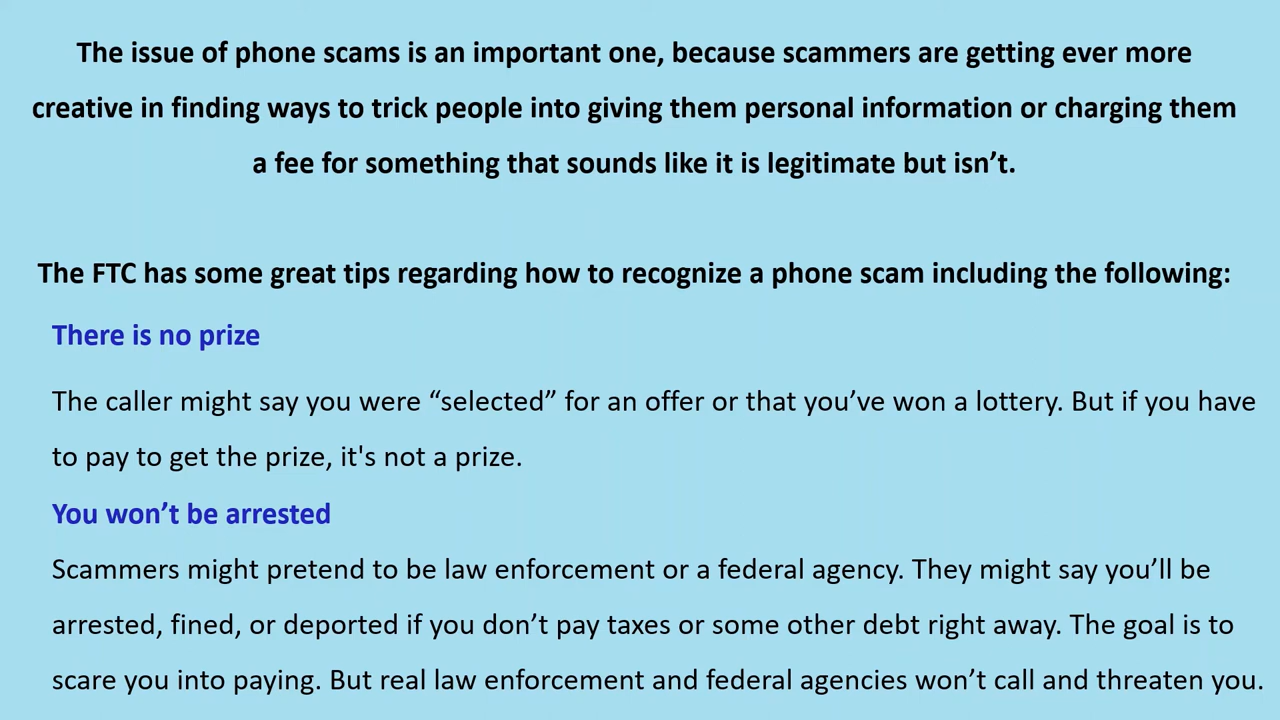 The issue of phone scams is an important one, because scammers are getting ever more
creative in finding ways to trick people into giving them personal information or charging them
a fee for something that sounds like it is legitimate but isn’t.
The FTC has some great tips regarding how to recognize a phone scam including the following:
There is no prize
The caller might say you were “selected” for an offer or that you’ve won a lottery. But if you have
to pay to get the prize, it's not a prize.
You won’t be arrested
Scammers might pretend to be law enforcement or a federal agency. They might say you’ll be
arrested, fined, or deported if you don’t pay taxes or some other debt right away. The goal is to
scare you into paying. But real law enforcement and federal agencies won’t call and threaten you.